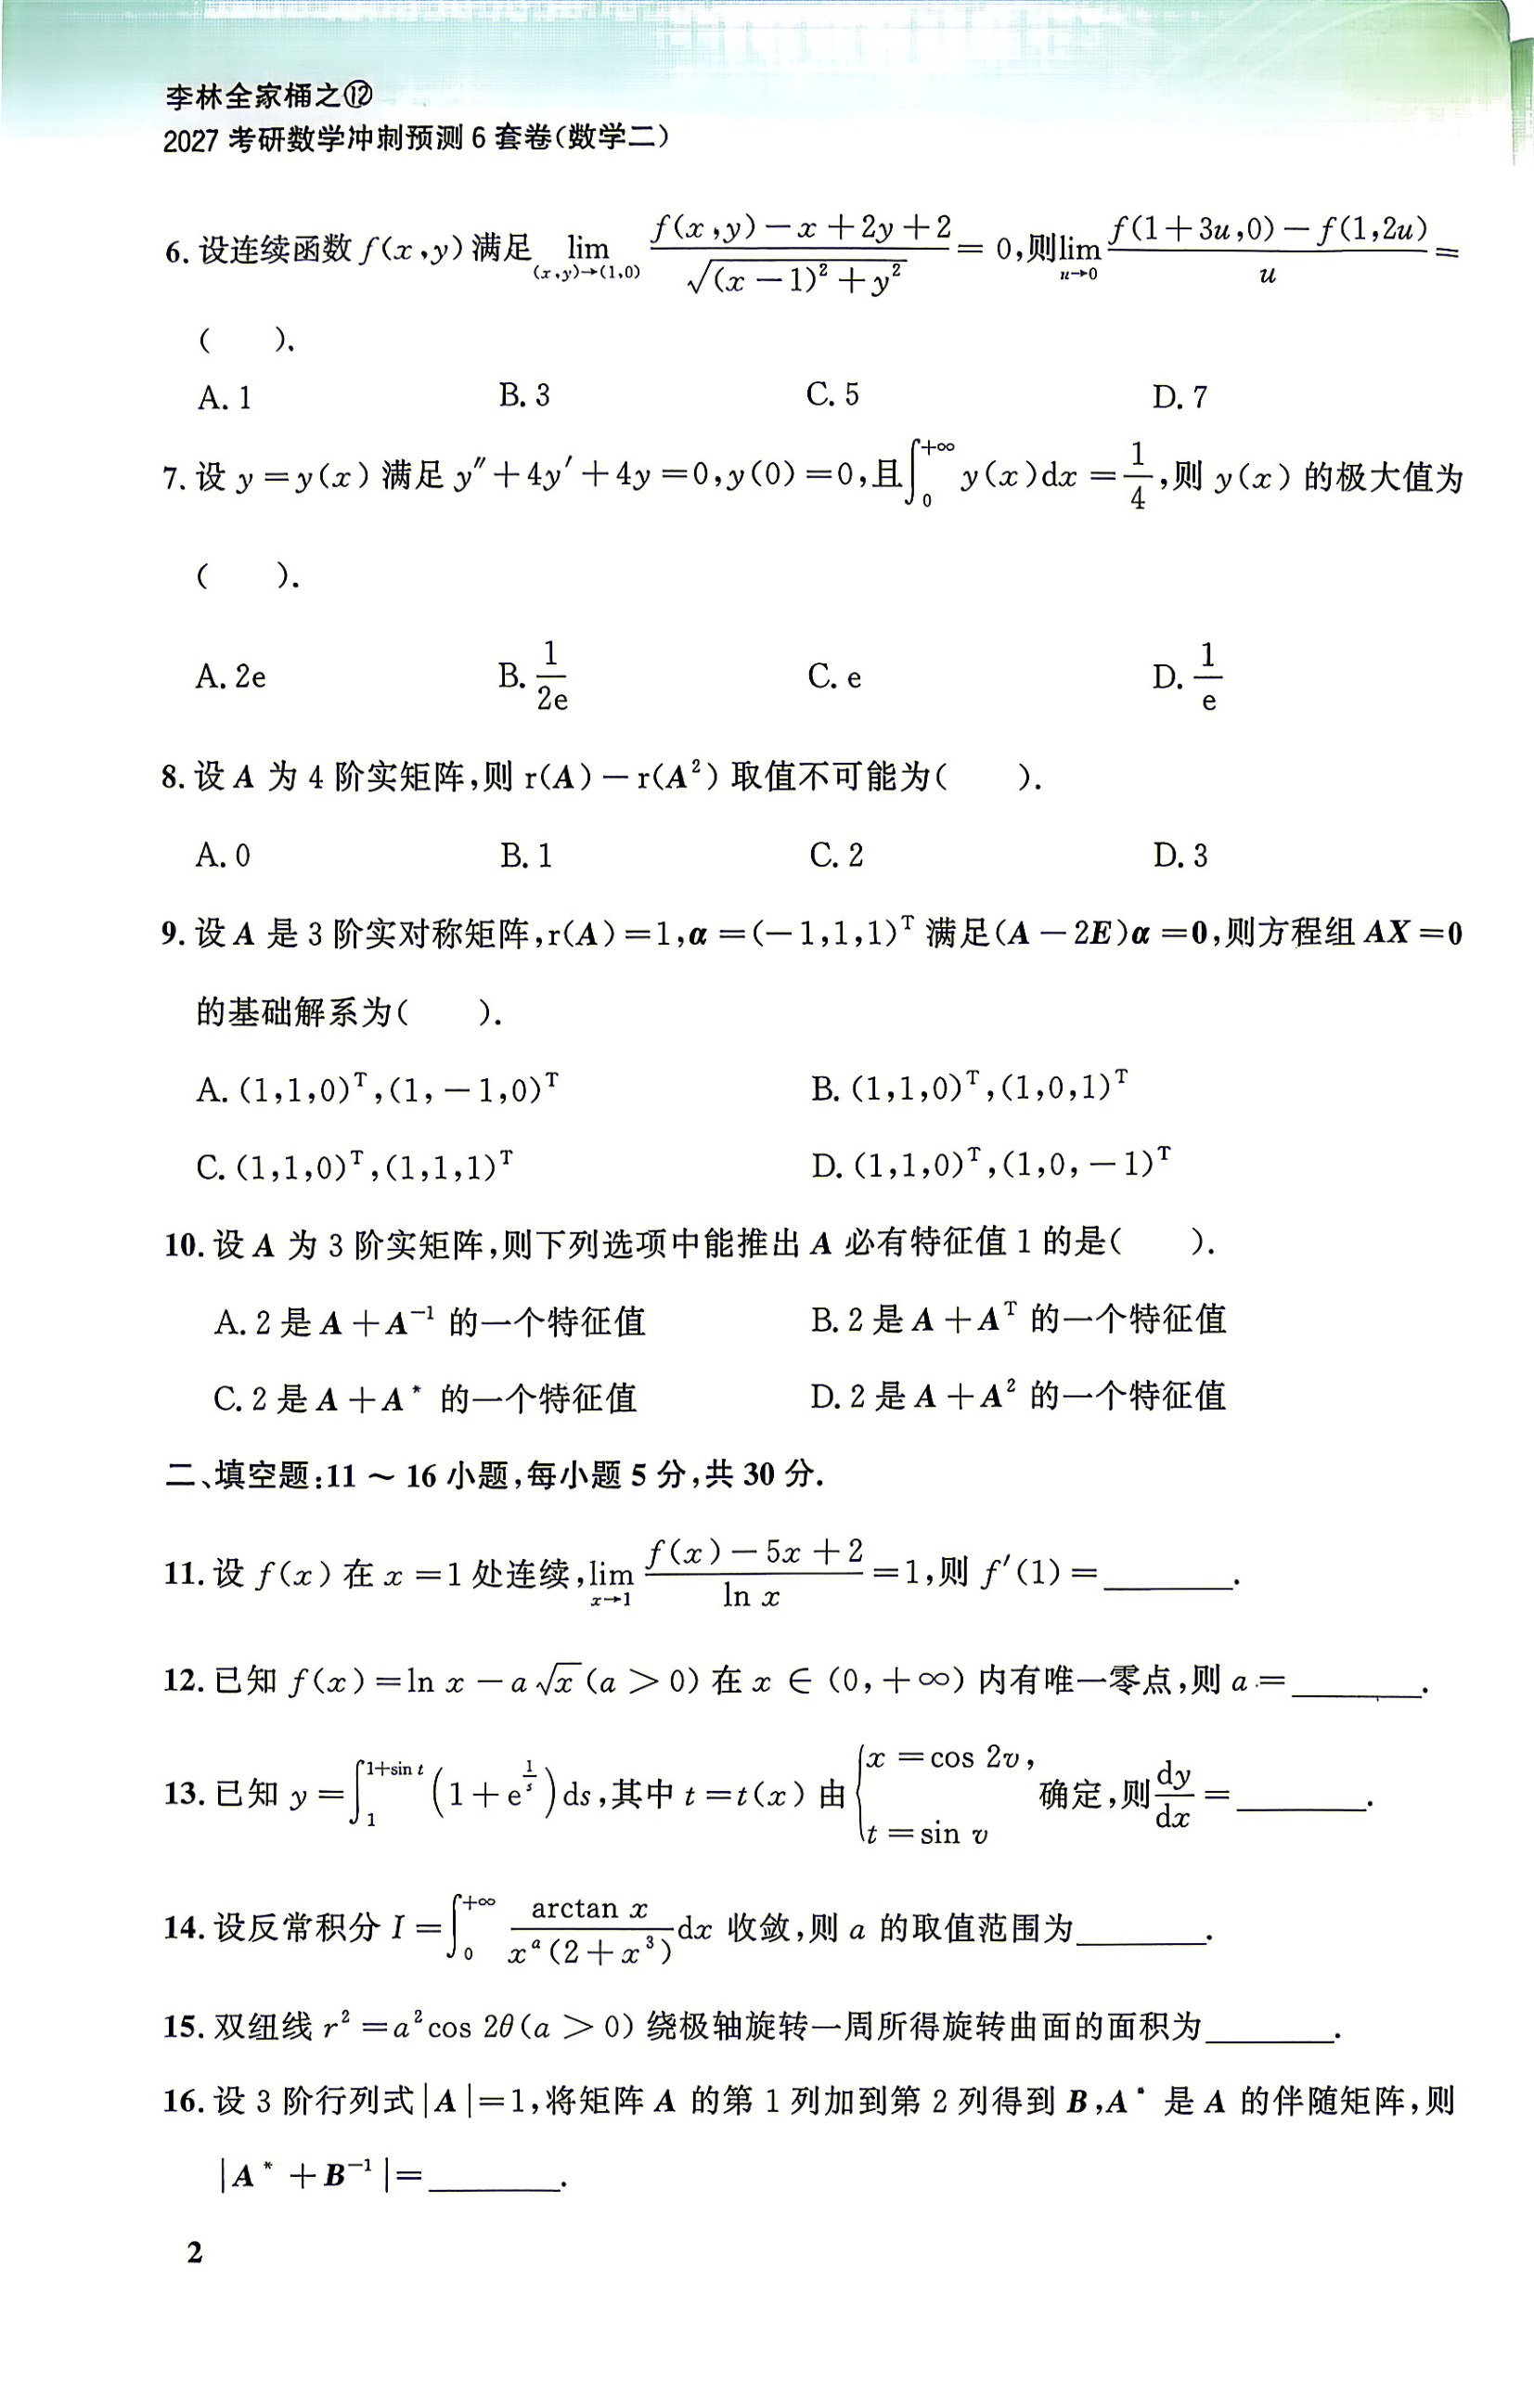 李林全家桶之⑫
2027 考研数学冲刺预测 6 套卷(数学二)
6. 设连续函数 f(x,y) 满足 lim_{(x,y)→(1,0)} \frac{f(x,y)-x+2y+2}{\sqrt{(x-1)^2+y^2}} = 0,则 lim_{u→0} \frac{f(1+3u,0)-f(1,2u)}{u} =
(  ).
A. 1 B. 3 C. 5 D. 7
7. 设 y=y(x) 满足 y″+4y′+4y=0,y(0)=0,且 ∫_0^{+∞} y(x)dx = \frac{1}{4},则 y(x) 的极大值为
(  ).
A. 2e B. \frac{1}{2e} C. e D. \frac{1}{e}
8. 设 A 为 4 阶实矩阵,则 r(A)-r(A²) 取值不可能为(  ).
A. 0 B. 1 C. 2 D. 3
9. 设 A 是 3 阶实对称矩阵,r(A)=1,α=(-1,1,1)^T 满足(A-2E)α=0,则方程组 AX=0
的基础解系为(  ).
A. (1,1,0)^T,(1,-1,0)^T B. (1,1,0)^T,(1,0,1)^T
C. (1,1,0)^T,(1,1,1)^T D. (1,1,0)^T,(1,0,-1)^T
10. 设 A 为 3 阶实矩阵,则下列选项中能推出 A 必有特征值 1 的是(  ).
A. 2 是 A+A^{-1} 的一个特征值 B. 2 是 A+A^T 的一个特征值
C. 2 是 A+A^* 的一个特征值 D. 2 是 A+A² 的一个特征值
二、填空题:11～16 小题,每小题 5 分,共 30 分.
11. 设 f(x) 在 x=1 处连续,lim_{x→1} \frac{f(x)-5x+2}{ln x}=1,则 f′(1)=______.
12. 已知 f(x)=ln x-a\sqrt{x}(a>0) 在 x∈(0,+∞) 内有唯一零点,则 a=______.
13. 已知 y=∫_1^{1+sin t}(1+e^{\frac{1}{s}})ds,其中 t=t(x) 由 {x=cos 2v, t=sin v 确定,则 \frac{dy}{dx}=______.
14. 设反常积分 I=∫_0^{+∞} \frac{arctan x}{x^a(2+x^3)}dx 收敛,则 a 的取值范围为______.
15. 双纽线 r²=a²cos 2θ(a>0) 绕极轴旋转一周所得旋转曲面的面积为______.
16. 设 3 阶行列式|A|=1,将矩阵 A 的第 1 列加到第 2 列得到 B,A^* 是 A 的伴随矩阵,则
|A^*+B^{-1}|=______.
2